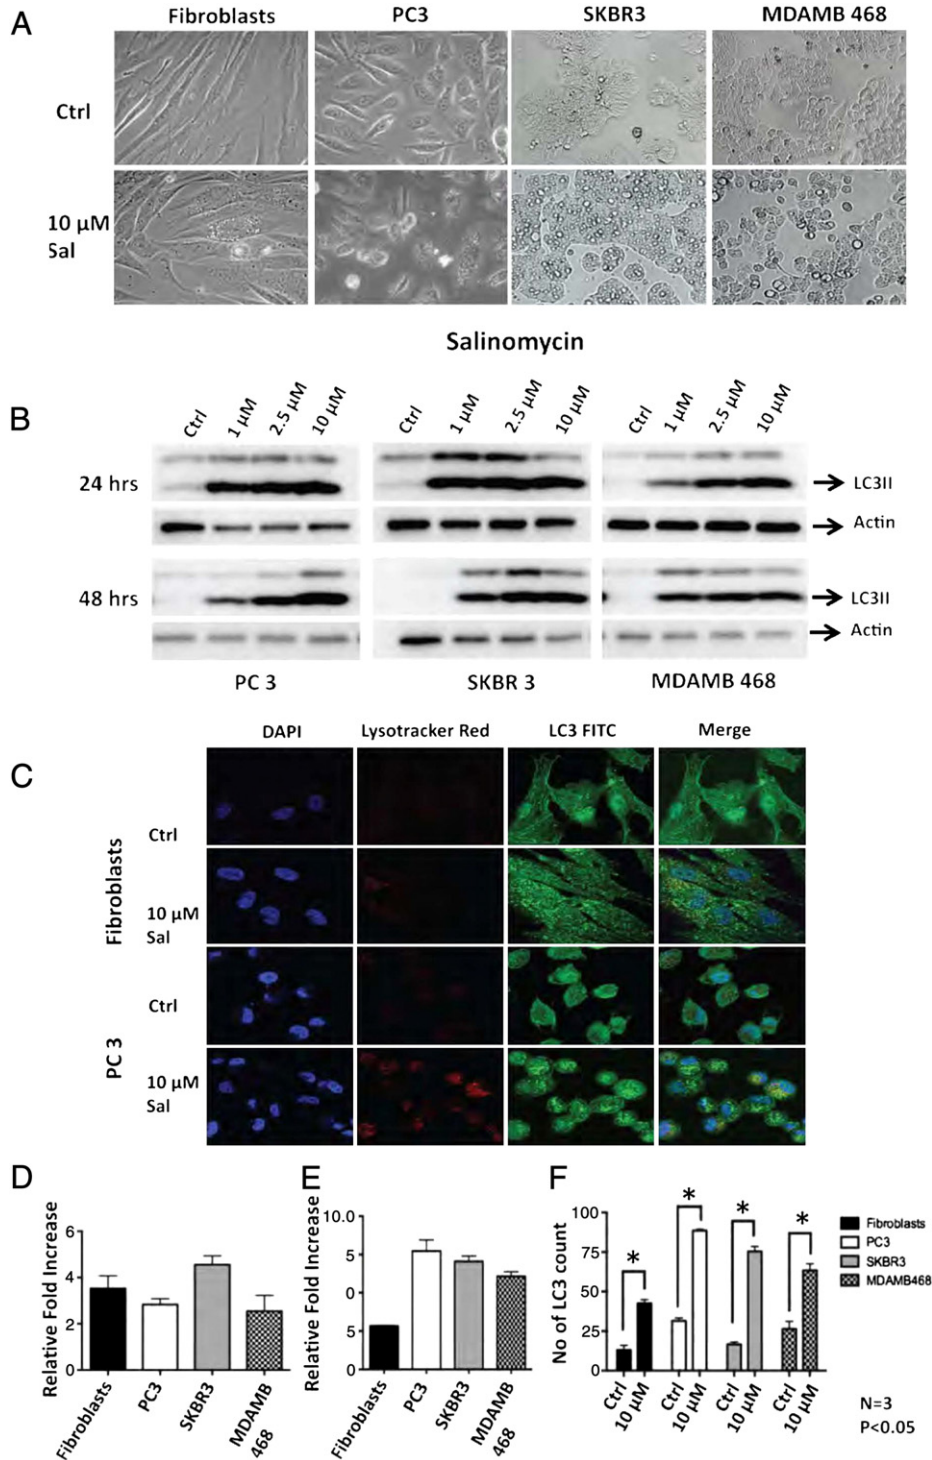 A
Fibroblasts PC3 SKBR3 MDAMB 468
Ctrl
10 µM
Sal
Salinomycin
B
Ctrl 1 µM 2.5 µM 10 µM Ctrl 1 µM 2.5 µM 10 µM Ctrl 1 µM 2.5 µM 10 µM
24 hrs LC3II
Actin
48 hrs LC3II
Actin
PC 3 SKBR 3 MDAMB 468
C
DAPI Lysotracker Red LC3 FITC Merge
Fibroblasts
Ctrl
10 µM
Sal
PC 3
Ctrl
10 µM
Sal
D
Relative Fold Increase
6
4
2
0
Fibroblasts PC3 SKBR3 MDAMB
468
E
Relative Fold Increase
10.0
0
5
0
Fibroblasts PC3 SKBR3 MDAMB
468
F
No of LC3 count
100
75
50
25
0
* * * *
Ctrl 10 µM Ctrl 10 µM Ctrl 10 µM Ctrl 10 µM
Fibroblasts
PC3
SKBR3
MDAMB468
N=3
P<0.05